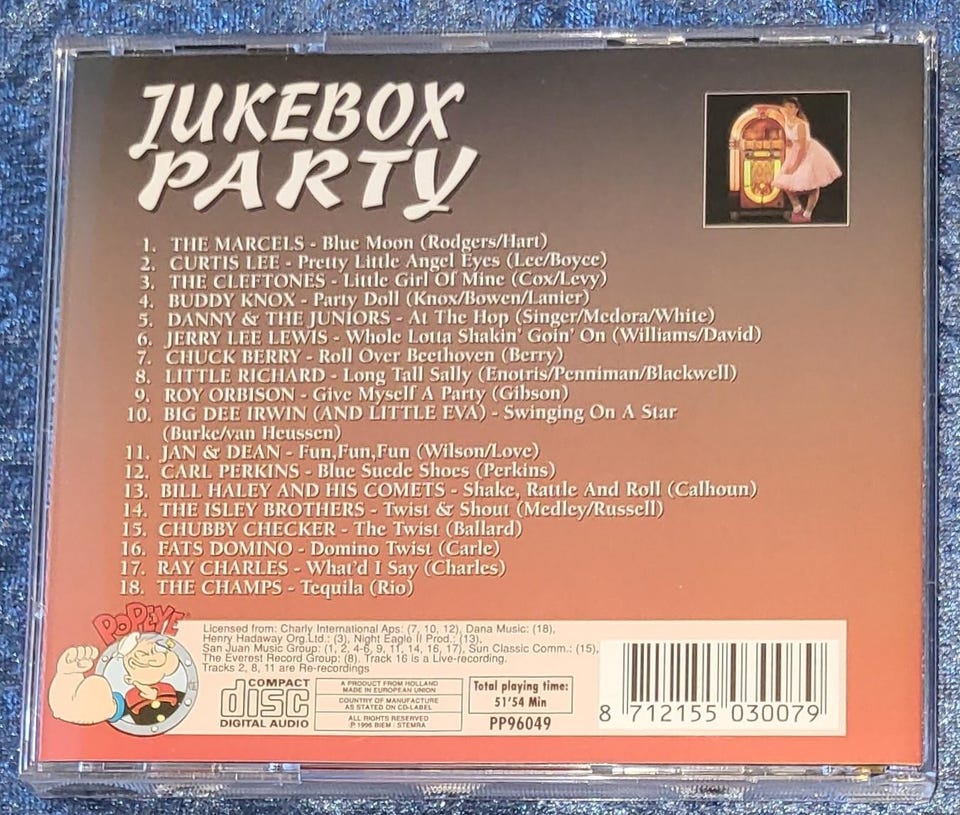 JUKEBOX
PARTY
1. THE MARCELS - Blue Moon (Rodgers/Hart)
2. CURTIS LEE - Pretty Little Angel Eyes (Lee/Boyce)
3. THE CLEFTONES - Little Girl Of Mine (Cox/Levy)
4. BUDDY KNOX - Party Doll (Knox/Bowen/Lanier)
5. DANNY & THE JUNIORS - At The Hop (Singer/Medora/White)
6. JERRY LEE LEWIS - Whole Lotta Shakin' Goin' On (Williams/David)
7. CHUCK BERRY - Roll Over Beethoven (Berry)
8. LITTLE RICHARD - Long Tall Sally (Enotris/Penniman/Blackwell)
9. ROY ORBISON - Give Myself A Party (Gibson)
10. BIG DEE IRWIN (AND LITTLE EVA) - Swinging On A Star
(Burke/van Heussen)
11. JAN & DEAN - Fun,Fun,Fun (Wilson/Love)
12. CARL PERKINS - Blue Suede Shoes (Perkins)
13. BILL HALEY AND HIS COMETS - Shake, Rattle And Roll (Calhoun)
14. THE ISLEY BROTHERS - Twist & Shout (Medley/Russell)
15. CHUBBY CHECKER - The Twist (Ballard)
16. FATS DOMINO - Domino Twist (Carle)
17. RAY CHARLES - What'd I Say (Charles)
18. THE CHAMPS - Tequila (Rio)
POPEYE
Licensed from: Charly International Aps: (7, 10, 12), Dana Music: (18),
Henry Hadaway Org.Ltd.: (3), Night Eagle II Prod.: (13),
San Juan Music Group: (1, 2, 4-6, 9, 11, 14, 16, 17), Sun Classic Comm.: (15),
The Everest Record Group: (8). Track 16 is a Live-recording.
Tracks 2, 8, 11 are Re-recordings
COMPACT
disc
DIGITAL AUDIO
A PRODUCT FROM HOLLAND
MADE IN EUROPEAN UNION
COUNTRY OF MANUFACTURE
AS STATED ON CD-LABEL
ALL RIGHTS RESERVED
℗ 1996 BIEM / STEMRA
Total playing time:
51'54 Min
PP96049
8 712155 030079